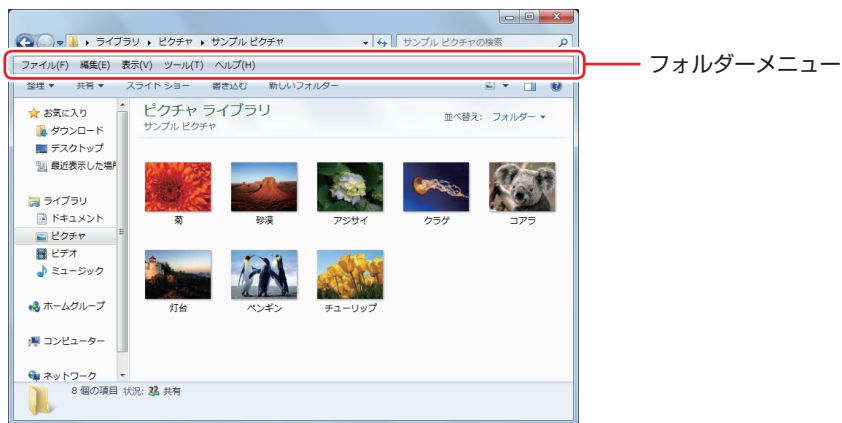 ライブラリ ピクチャ サンプル ピクチャ サンプル ピクチャの検索
ファイル(F) 編集(E) 表示(V) ツール(T) ヘルプ(H)
フォルダーメニュー
整理 共有 スライド ショー 書き込む 新しいフォルダー
お気に入り
ダウンロード
デスクトップ
最近表示した場所
ライブラリ
ドキュメント
ピクチャ
ビデオ
ミュージック
ホームグループ
コンピューター
ネットワーク
ピクチャ ライブラリ
サンプル ピクチャ
並べ替え: フォルダー
菊 砂漠 アジサイ クラゲ コアラ
灯台 ペンギン チューリップ
8 個の項目 状況: 共有